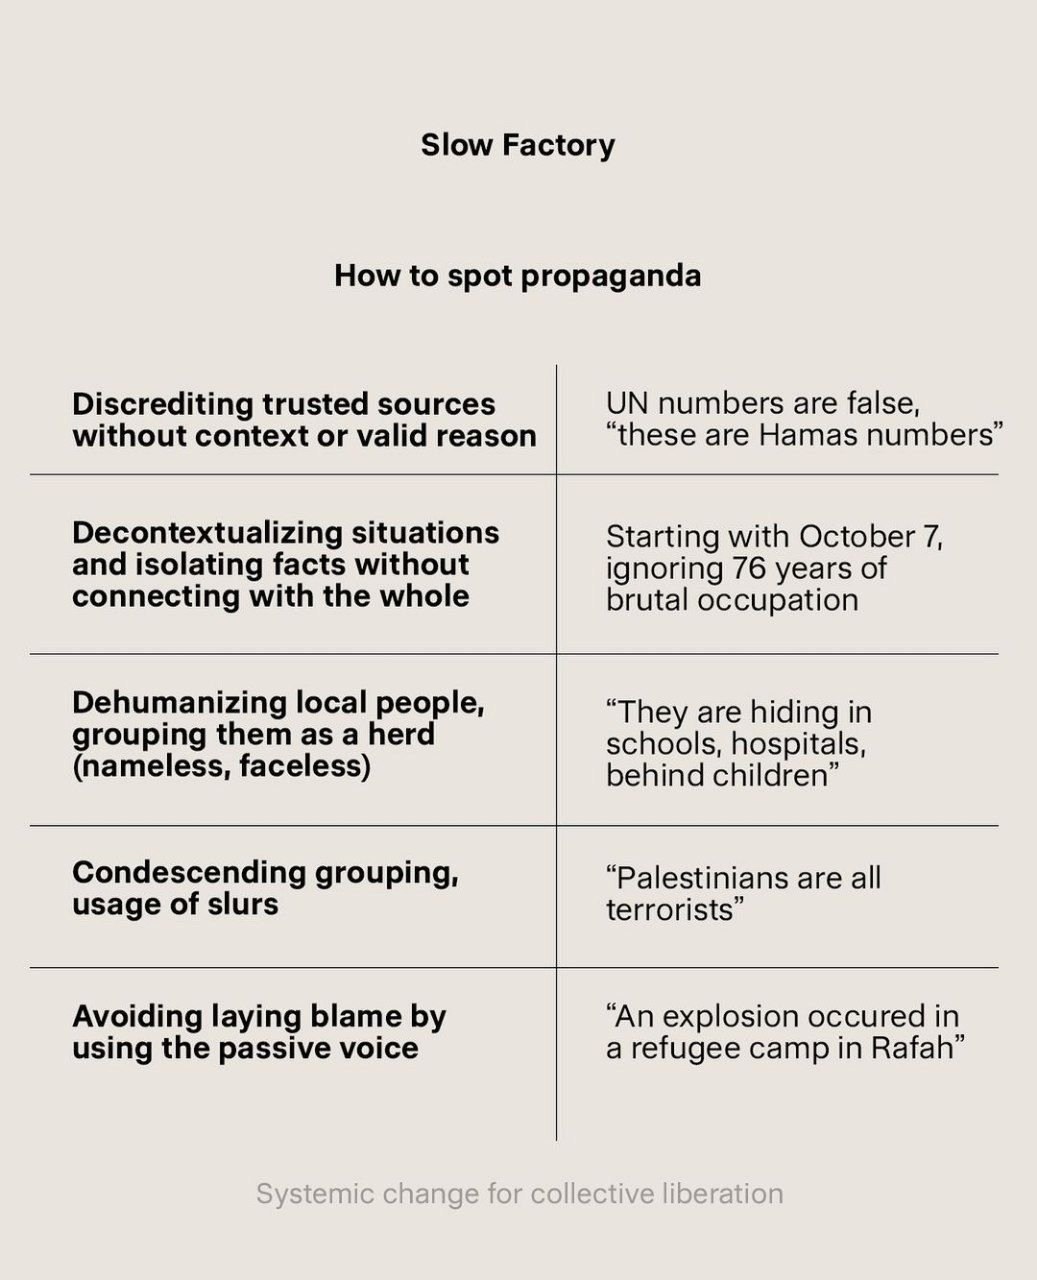 Slow Factory
How to spot propaganda
Discrediting trusted sources
without context or valid reason
UN numbers are false,
“these are Hamas numbers”
Decontextualizing situations
and isolating facts without
connecting with the whole
Starting with October 7,
ignoring 76 years of
brutal occupation
Dehumanizing local people,
grouping them as a herd
(nameless, faceless)
“They are hiding in
schools, hospitals,
behind children”
Condescending grouping,
usage of slurs
“Palestinians are all
terrorists”
Avoiding laying blame by
using the passive voice
“An explosion occured in
a refugee camp in Rafah”
Systemic change for collective liberation